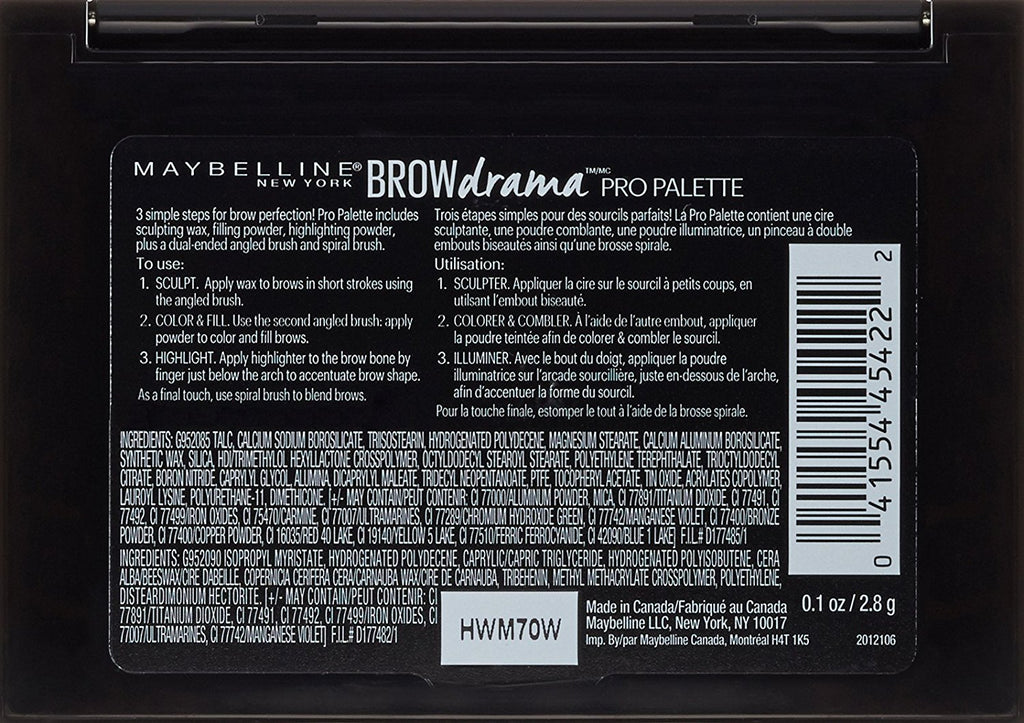 MAYBELLINE® NEW YORK BROWdrama™/MC PRO PALETTE
3 simple steps for brow perfection! Pro Palette includes
sculpting wax, filling powder, highlighting powder,
plus a dual-ended angled brush and spiral brush.
To use:
1. SCULPT. Apply wax to brows in short strokes using
the angled brush.
2. COLOR & FILL. Use the second angled brush: apply
powder to color and fill brows.
3. HIGHLIGHT. Apply highlighter to the brow bone by
finger just below the arch to accentuate brow shape.
As a final touch, use spiral brush to blend brows.
Trois étapes simples pour des sourcils parfaits! La Pro Palette contient une cire
sculptante, une poudre comblante, une poudre illuminatrice, un pinceau à double
embouts biseautés ainsi qu'une brosse spirale.
Utilisation:
1. SCULPTER. Appliquer la cire sur le sourcil à petits coups, en
utilsant l'embout biseauté.
2. COLORER & COMBLER. À l'aide de l'autre embout, appliquer
la poudre teintée afin de colorer & combler le sourcil.
3. ILLUMINER. Avec le bout du doigt, appliquer la poudre
illuminatrice sur l'arcade sourcillière, juste en-dessous de l'arche,
afin d'accentuer la forme du sourcil.
Pour la touche finale, estomper le tout à l'aide de la brosse spirale.
0 41554 45422 2
INGREDIENTS: G952085 TALC, CALCIUM SODIUM BOROSILICATE, TRIISOSTEARIN, HYDROGENATED POLYDECENE, MAGNESIUM STEARATE, CALCIUM ALUMINUM BOROSILICATE,
SYNTHETIC WAX, SILICA, HDI/TRIMETHYLOL HEXYLLACTONE CROSSPOLYMER, OCTYLDODECYL STEAROYL STEARATE, POLYETHYLENE TEREPHTHALATE, TRIOCTYLDODECYL
CITRATE, BORON NITRIDE, CAPRYLYL GLYCOL, ALUMINA, DICAPRYLYL MALEATE, TRIDECYL NEOPENTANOATE, PTFE, TOCOPHERYL ACETATE, TIN OXIDE, ACRYLATES COPOLYMER,
LAUROYL LYSINE, POLYURETHANE-11, DIMETHICONE. [+/- MAY CONTAIN/PEUT CONTENIR: CI 77000/ALUMINUM POWDER, MICA, CI 77891/TITANIUM DIOXIDE, CI 77491, CI
77492, CI 77499/IRON OXIDES, CI 75470/CARMINE, CI 77007/ULTRAMARINES, CI 77289/CHROMIUM HYDROXIDE GREEN, CI 77742/MANGANESE VIOLET, CI 77400/BRONZE
POWDER, CI 77400/COPPER POWDER, CI 16035/RED 40 LAKE, CI 19140/YELLOW 5 LAKE, CI 77510/FERRIC FERROCYANIDE, CI 42090/BLUE 1 LAKE] F.I.L.# D177485/1
INGREDIENTS: G952090 ISOPROPYL MYRISTATE, HYDROGENATED POLYDECENE, CAPRYLIC/CAPRIC TRIGLYCERIDE, HYDROGENATED POLYISOBUTENE, CERA
ALBA/BEESWAX/CIRE DABEILLE, COPERNICIA CERIFERA CERA/CARNAUBA WAX/CIRE DE CARNAUBA, TRIBEHENIN, METHYL METHACRYLATE CROSSPOLYMER, POLYETHYLENE,
DISTEARDIMONIUM HECTORITE. [+/- MAY CONTAIN/PEUT CONTENIR: CI
77891/TITANIUM DIOXIDE, CI 77491, CI 77492, CI 77499/IRON OXIDES, CI
77007/ULTRAMARINES, CI 77742/MANGANESE VIOLET] F.I.L.# D177482/1
HWM70W
Made in Canada/Fabriqué au Canada
Maybelline LLC, New York, NY 10017
Imp. By/par Maybelline Canada, Montréal H4T 1K5
0.1 oz / 2.8 g
2012106